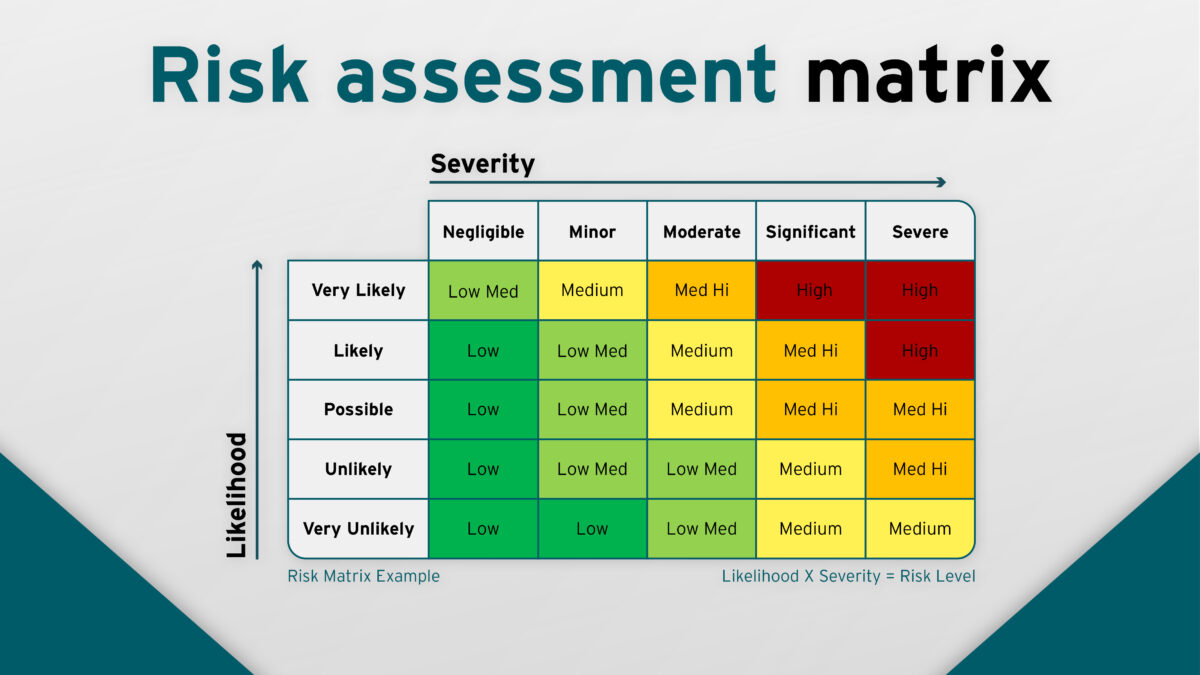 Risk assessment matrix
Severity
Negligible Minor Moderate Significant Severe
Very Likely Low Med Medium Med Hi High High
Likely Low Low Med Medium Med Hi High
Possible Low Low Med Medium Med Hi Med Hi
Unlikely Low Low Med Low Med Medium Med Hi
Very Unlikely Low Low Low Med Medium Medium
Likelihood
Risk Matrix Example
Likelihood X Severity = Risk Level